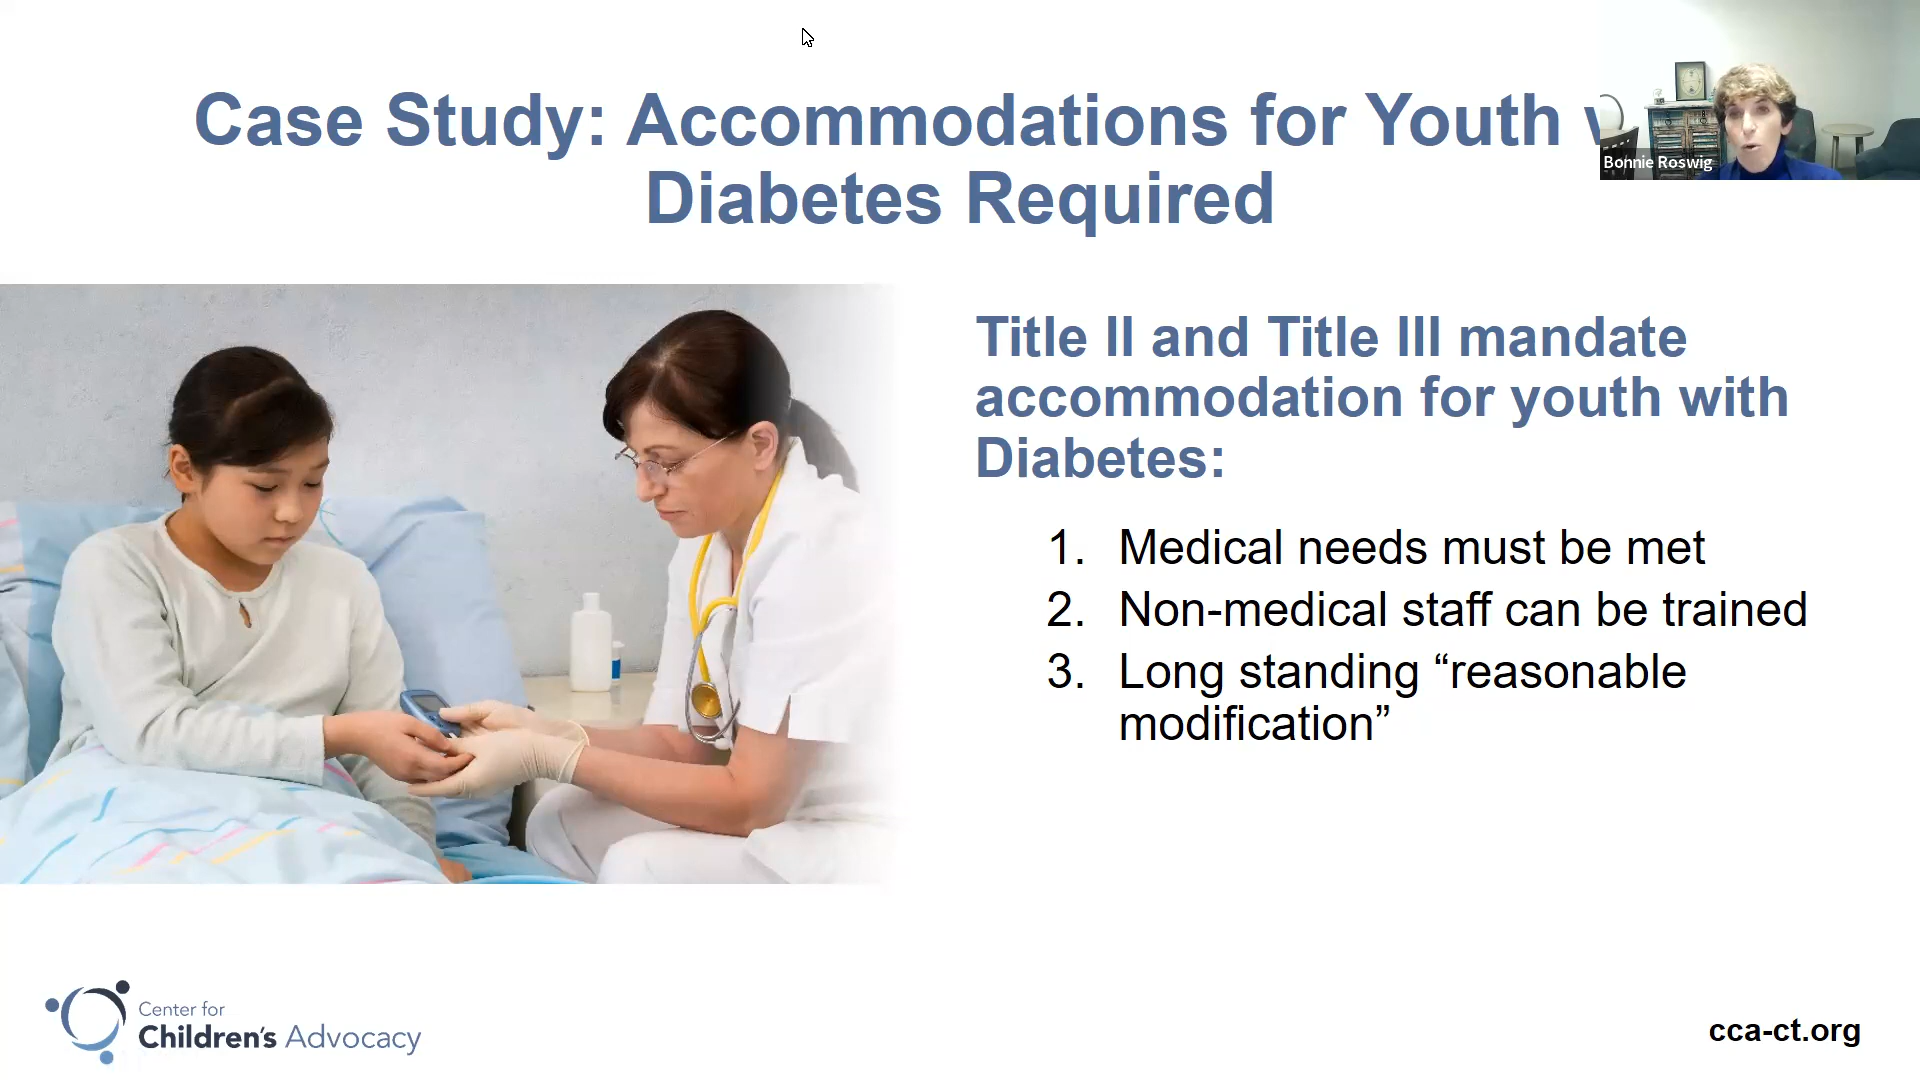 Case Study: Accommodations for Youth
Diabetes Required
Bonnie Roswig
Title II and Title III mandate
accommodation for youth with
Diabetes:
1. Medical needs must be met
2. Non-medical staff can be trained
3. Long standing “reasonable
modification”
Center for
Children's Advocacy
cca-ct.org